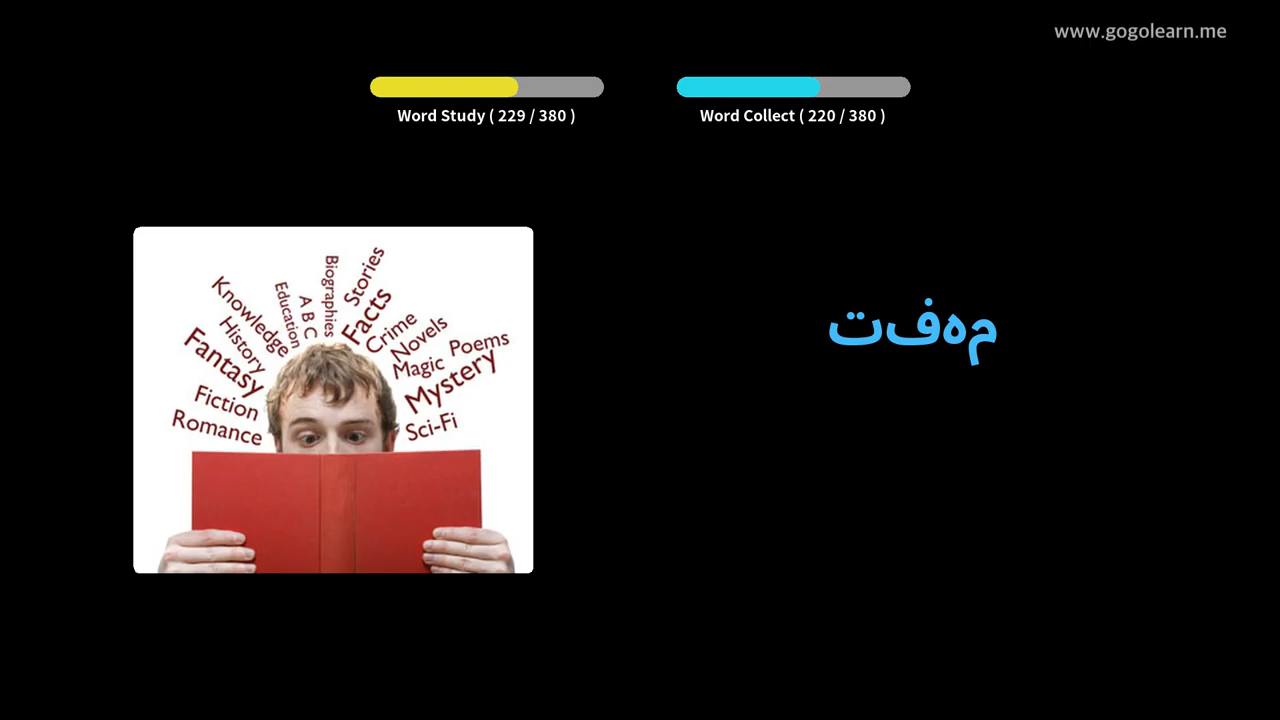 www.gogolearn.me
Word Study ( 229 / 380 )
Word Collect ( 220 / 380 )
Biographies
Stories
Education
A B C
Facts
Knowledge
Crime
History
Novels
Poems
Fantasy
Magic
Mystery
Fiction
Sci-Fi
Romance
تفهم